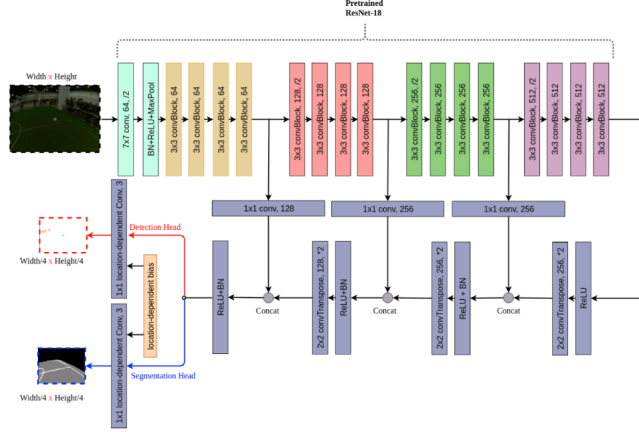 Pretrained
ResNet-18
Width x Height
7x7 conv, 64, /2
BN+ReLU+MaxPool
3x3 convBlock, 64
3x3 convBlock, 64
3x3 convBlock, 64
3x3 convBlock, 64
3x3 convBlock, 128, /2
3x3 convBlock, 128
3x3 convBlock, 128
3x3 convBlock, 128
3x3 convBlock, 256, /2
3x3 convBlock, 256
3x3 convBlock, 256
3x3 convBlock, 256
3x3 convBlock, 512, /2
3x3 convBlock, 512
3x3 convBlock, 512
3x3 convBlock, 512
1x1 conv, 128
1x1 conv, 256
1x1 conv, 256
Width/4 x Height/4
1x1 location-dependent Conv, 3
Detection Head
location-dependent bias
ReLU+BN
Concat
2x2 convTranspose, 128, *2
ReLU+BN
Concat
2x2 convTranspose, 256, *2
ReLU + BN
Concat
2x2 convTranspose, 256, *2
ReLU
1x1 location-dependent Conv, 3
Segmentation Head
Width/4 x Height/4